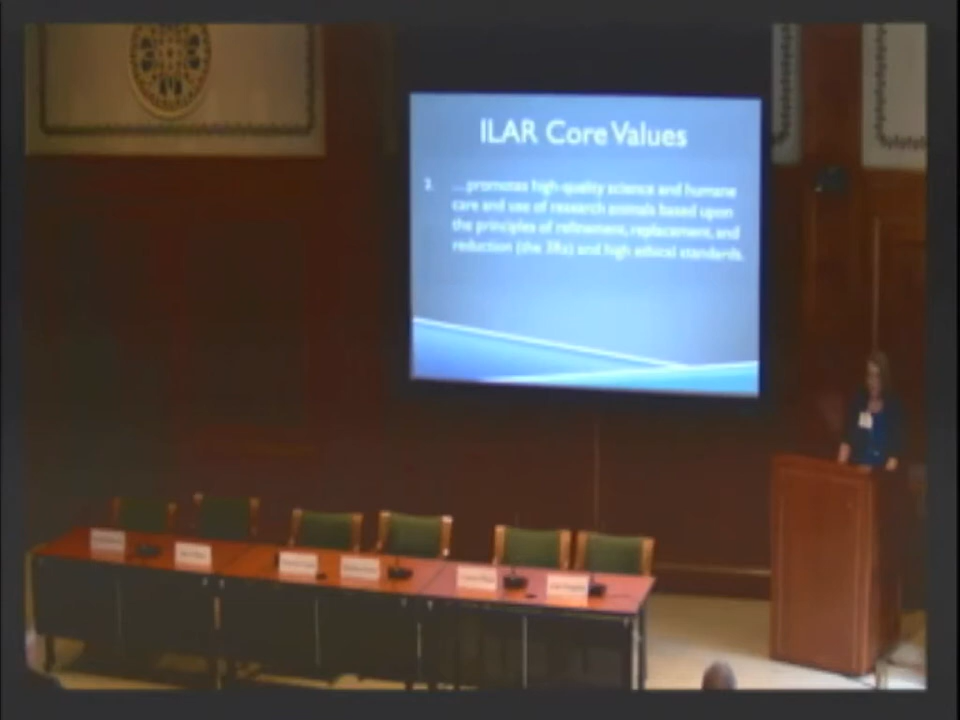 ILAR Core Values
...promotes high-quality science and humane
care and use of research animals based upon
the principles of refinement, replacement, and
reduction (the 3Rs) and high ethical standards.